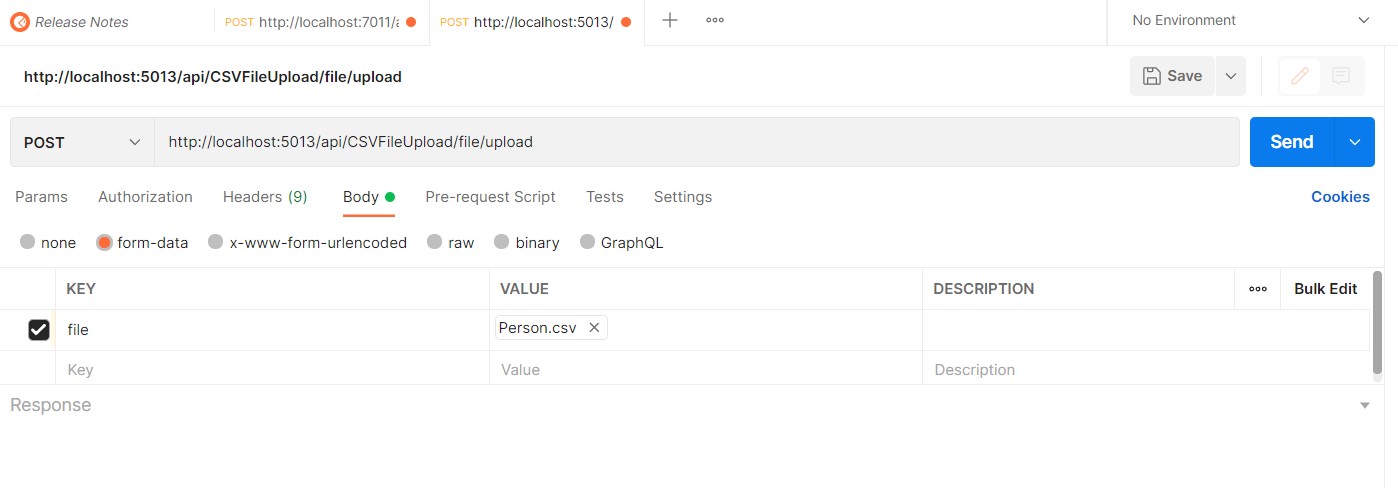 Release Notes POST http://localhost:7011/a POST http://localhost:5013/ No Environment
http://localhost:5013/api/CSVFileUpload/file/upload Save
POST http://localhost:5013/api/CSVFileUpload/file/upload Send
Params Authorization Headers (9) Body Pre-request Script Tests Settings Cookies
none form-data x-www-form-urlencoded raw binary GraphQL
KEY VALUE DESCRIPTION Bulk Edit
file Person.csv
Key Value Description
Response